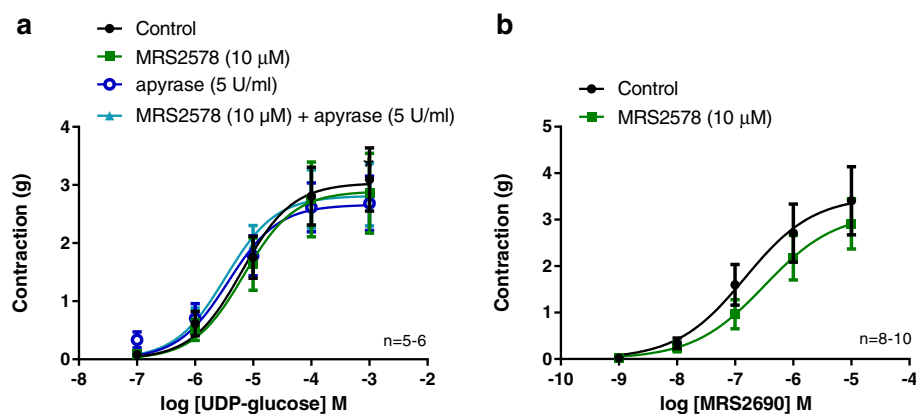 a
Control
MRS2578 (10 μM)
apyrase (5 U/ml)
MRS2578 (10 μM) + apyrase (5 U/ml)
Contraction (g)
4
3
2
1
0
n=5-6
-8 -7 -6 -5 -4 -3 -2
log [UDP-glucose] M
b
Control
MRS2578 (10 μM)
Contraction (g)
5
4
3
2
1
0
n=8-10
-10 -9 -8 -7 -6 -5 -4
log [MRS2690] M